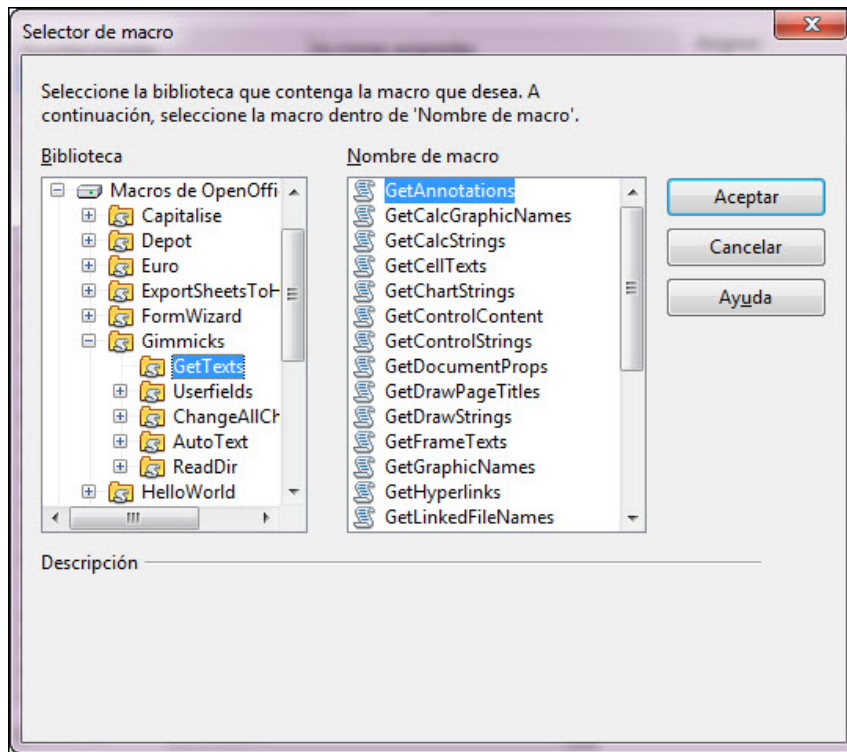 Selector de macro
Seleccione la biblioteca que contenga la macro que desea. A
continuación, seleccione la macro dentro de 'Nombre de macro'.
Biblioteca
Nombre de macro
Macros de OpenOffi
Capitalise
Depot
Euro
ExportSheetsToH
FormWizard
Gimmicks
GetTexts
Userfields
ChangeAllCh
AutoText
ReadDir
HelloWorld
GetAnnotations
GetCalcGraphicNames
GetCalcStrings
GetCellTexts
GetChartStrings
GetControlContent
GetControlStrings
GetDocumentProps
GetDrawPageTitles
GetDrawStrings
GetFrameTexts
GetGraphicNames
GetHyperlinks
GetLinkedFileNames
Aceptar
Cancelar
Ayuda
Descripción